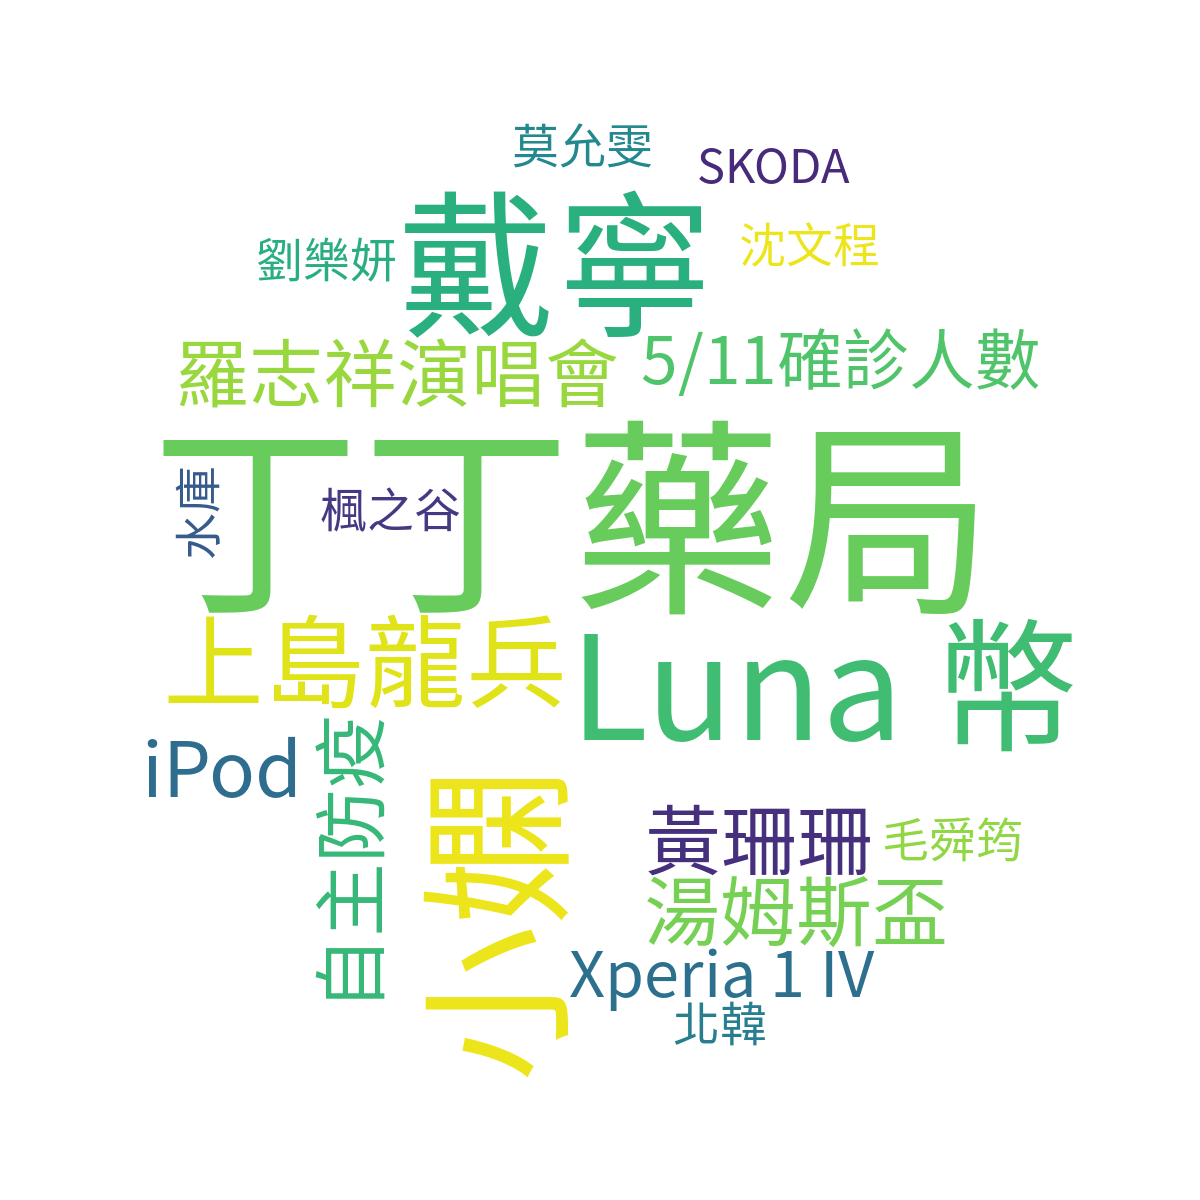 莫允雯
SKODA
戴寧
沈文程
劉樂妍
羅志祥演唱會
5/11確診人數
丁丁藥局
水庫
楓之谷
上島龍兵
Luna 幣
iPod
自主防疫
小嫻
黃珊珊
毛舜筠
湯姆斯盃
Xperia 1 IV
北韓